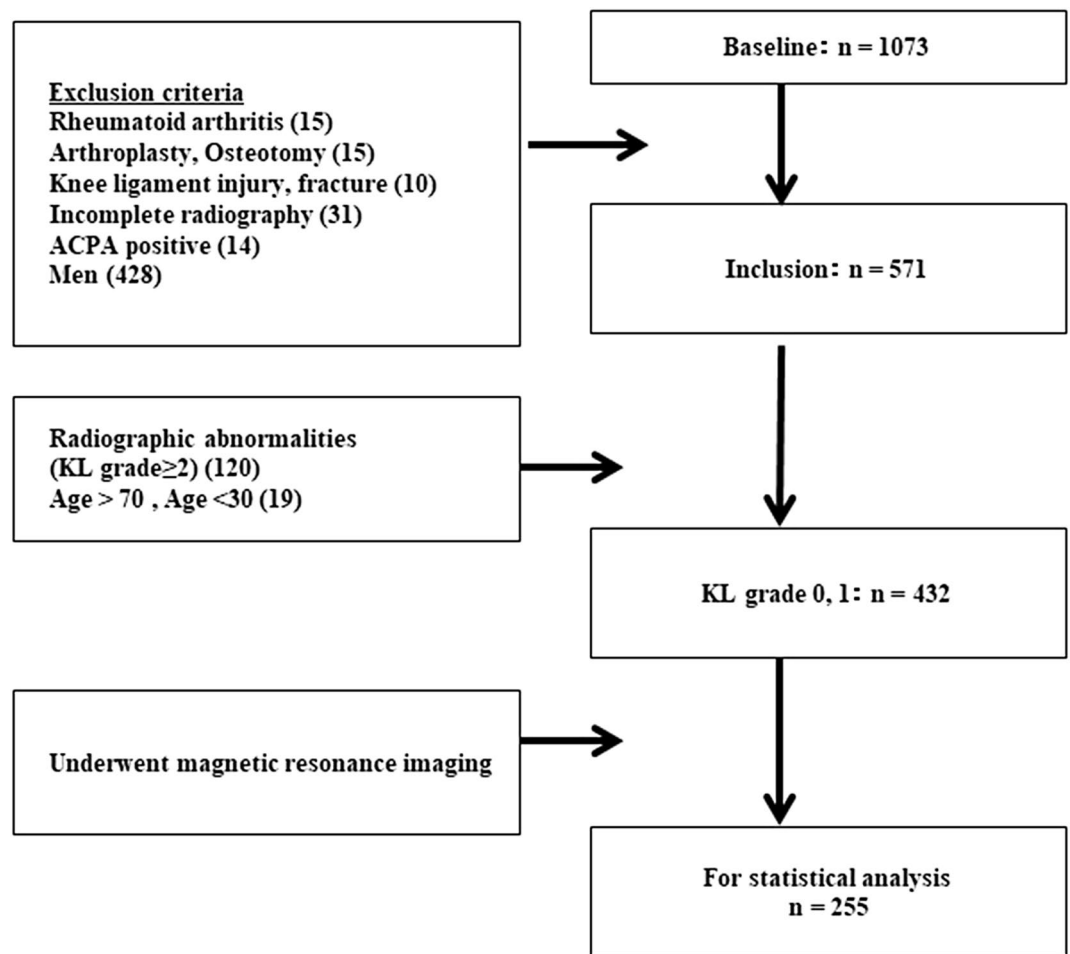 Baseline: n = 1073
Exclusion criteria
Rheumatoid arthritis (15)
Arthroplasty, Osteotomy (15)
Knee ligament injury, fracture (10)
Incomplete radiography (31)
ACPA positive (14)
Men (428)
Inclusion: n = 571
Radiographic abnormalities
(KL grade≥2) (120)
Age > 70 , Age <30 (19)
KL grade 0, 1: n = 432
Underwent magnetic resonance imaging
For statistical analysis
n = 255